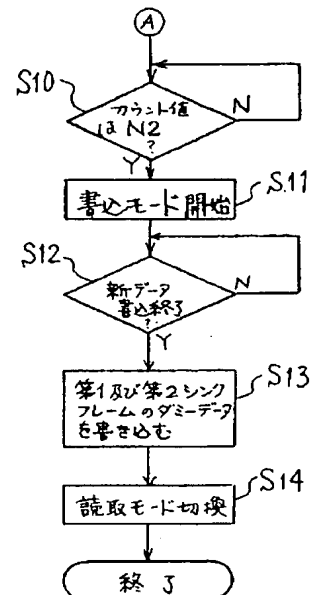 A
S10
カウント値
はN2
?
N
Y
書込モード開始
S11
S12
新データ
書込終了
?
N
Y
第1及び第2シンク
フレームのダミーデータ
を書き込む
S13
読取モード切換
S14
終了